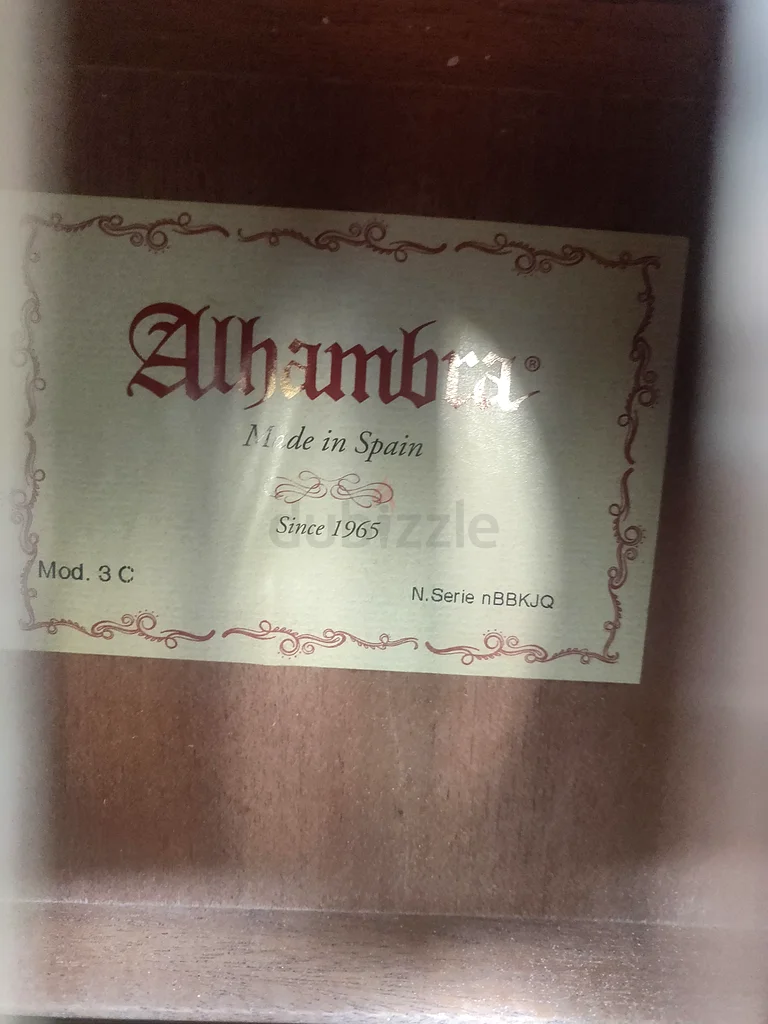 Alhambra®
Made in Spain
Since 1965
dubizzle
Mod. 3 C
N.Serie nBBKJQ